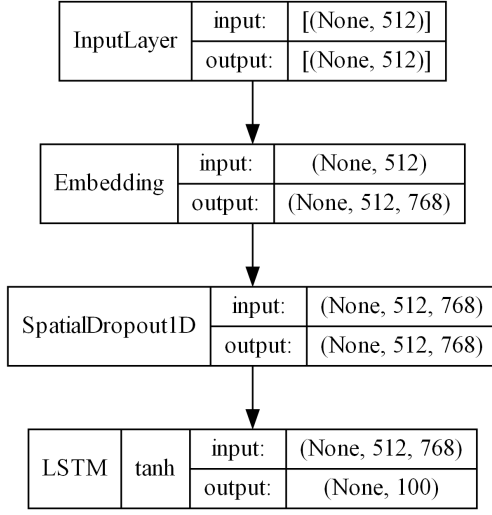 InputLayer input: [(None, 512)]
output: [(None, 512)]
Embedding input: (None, 512)
output: (None, 512, 768)
SpatialDropout1D input: (None, 512, 768)
output: (None, 512, 768)
LSTM tanh input: (None, 512, 768)
output: (None, 100)